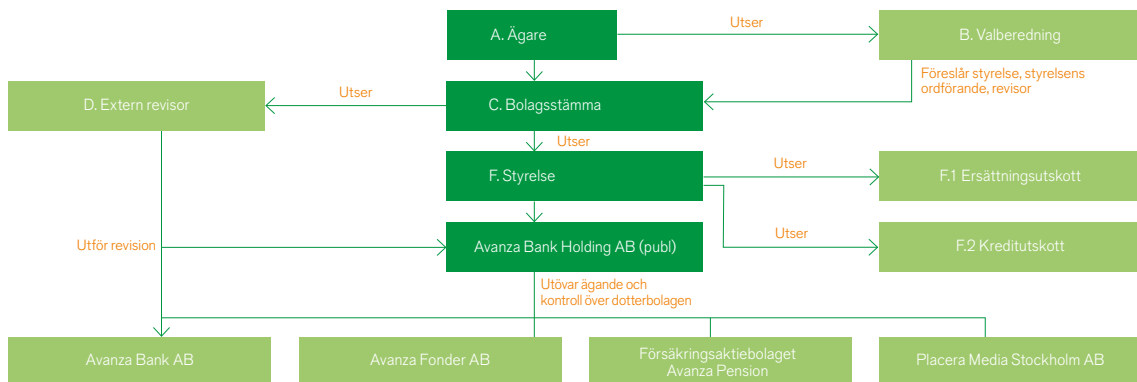 A. Ägare
Utser
B. Valberedning
Föreslår styrelse, styrelsens
ordförande, revisor
D. Extern revisor
Utser
C. Bolagsstämma
Utser
F. Styrelse
Utser
F.1 Ersättningsutskott
Utför revision
Avanza Bank Holding AB (publ)
Utser
F.2 Kreditutskott
Utövar ägande och
kontroll över dotterbolagen
Avanza Bank AB
Avanza Fonder AB
Försäkringsaktiebolaget
Avanza Pension
Placera Media Stockholm AB